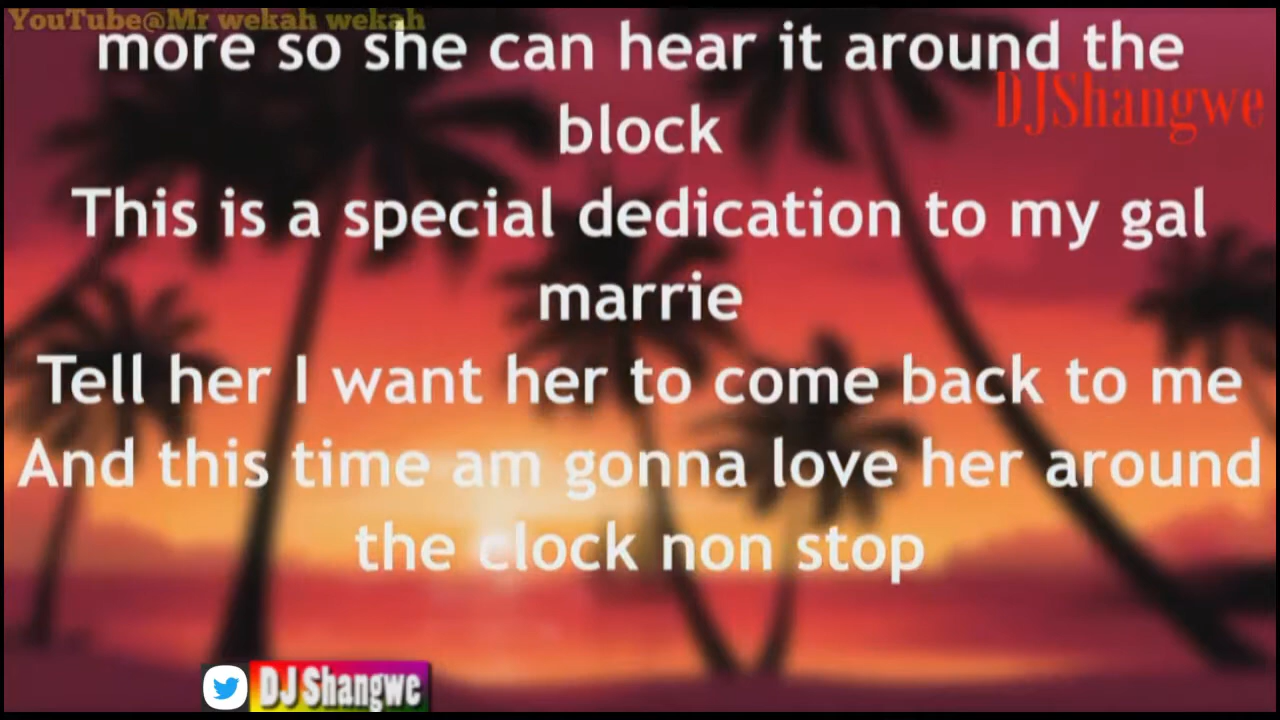 YouTube@Mr wekah wekah
more so she can hear it around the
DJShangwe
block
This is a special dedication to my gal
marrie
Tell her I want her to come back to me
And this time am gonna love her around
the clock non stop
DJ Shangwe